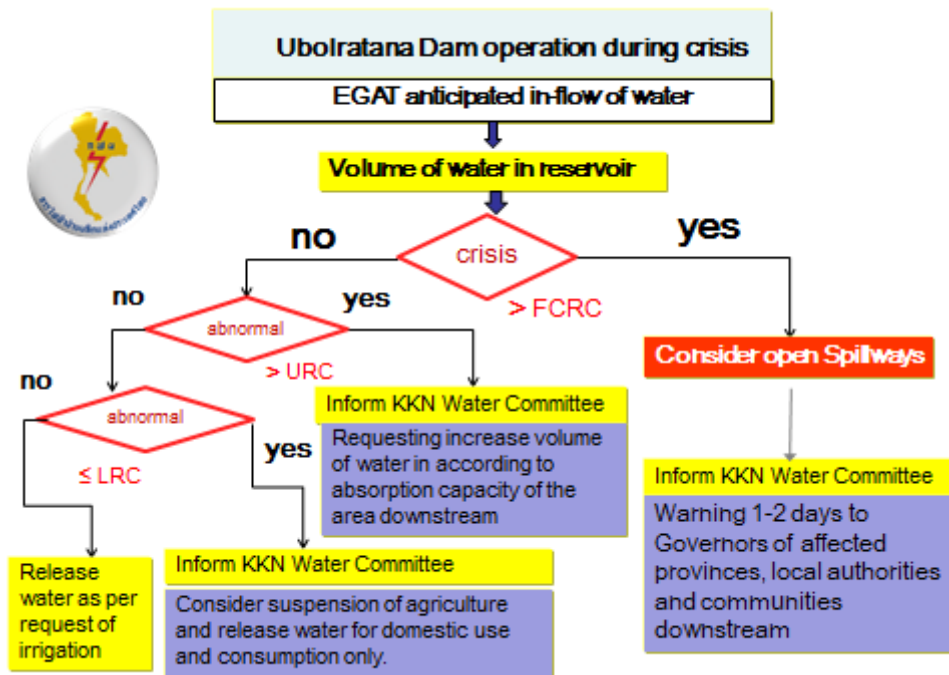 Ubolratana Dam operation during crisis
EGAT anticipated in-flow of water
Volume of water in reservoir
no
yes
crisis
> FCRC
no
yes
abnormal
> URC
Consider open Spillways
no
abnormal
yes
≤ LRC
Inform KKN Water Committee
Requesting increase volume
of water in according to
absorption capacity of the
area downstream
Inform KKN Water Committee
Warning 1-2 days to
Governors of affected
provinces, local authorities
and communities
downstream
Release
water as per
request of
irrigation
Inform KKN Water Committee
Consider suspension of agriculture
and release water for domestic use
and consumption only.
กฟผ